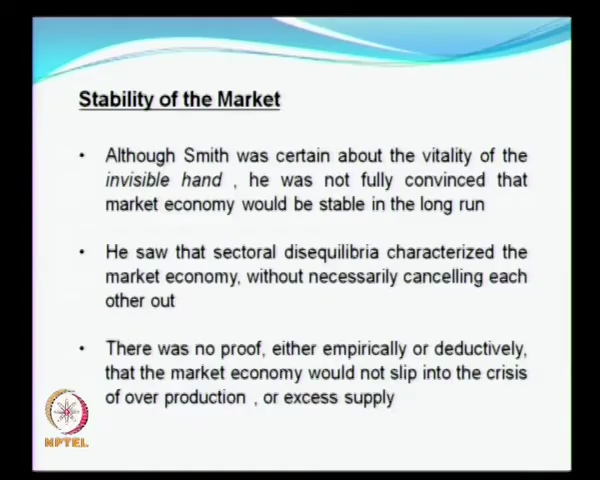 Stability of the Market
• Although Smith was certain about the vitality of the
invisible hand , he was not fully convinced that
market economy would be stable in the long run
• He saw that sectoral disequilibria characterized the
market economy, without necessarily cancelling each
other out
• There was no proof, either empirically or deductively,
that the market economy would not slip into the crisis
of over production , or excess supply
NPTEL